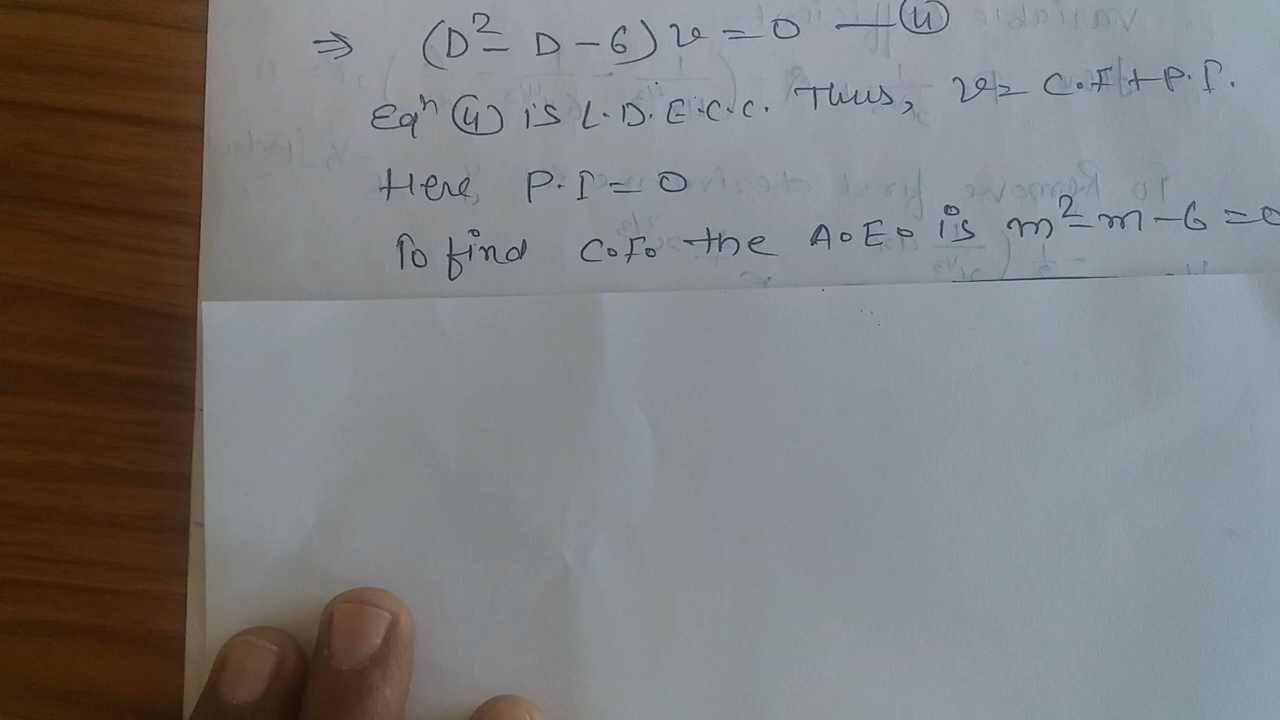 ⇒ (D²- D - 6) v = 0 — (4)
Eqⁿ (4) is L.D.E.C.C. Thus, v= C.F+P.I.
Here, P.I = 0
To find C.F. the A.E. is m²-m-6=0